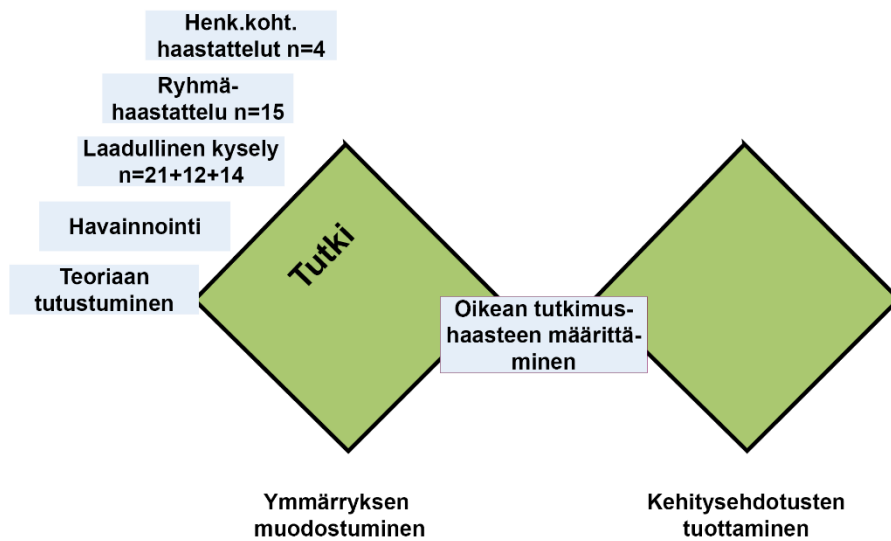 Henk.koht.
haastattelut n=4
Ryhmä-
haastattelu n=15
Laadullinen kysely
n=21+12+14
Havainnointi
Teoriaan
tutustuminen
Tutki
Oikean tutkimus-
haasteen määrittä-
minen
Ymmärryksen
muodostuminen
Kehitysehdotusten
tuottaminen